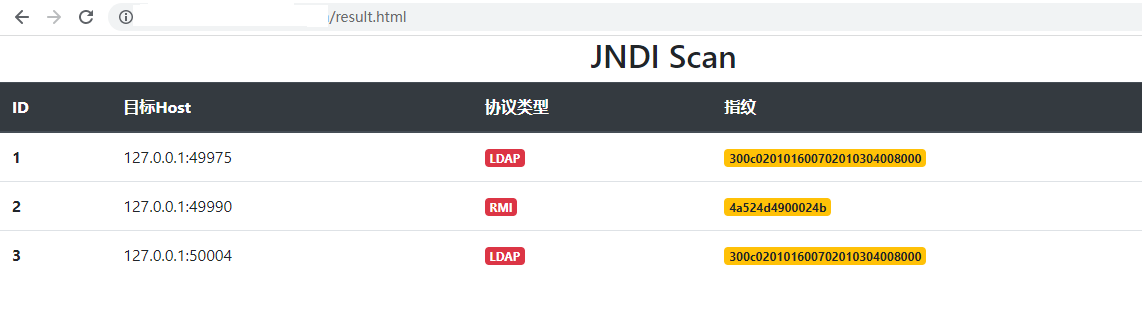 /result.html
JNDI Scan
ID 目标Host 协议类型 指纹
1 127.0.0.1:49975 LDAP 300c020101600702010304008000
2 127.0.0.1:49990 RMI 4a524d4900024b
3 127.0.0.1:50004 LDAP 300c020101600702010304008000